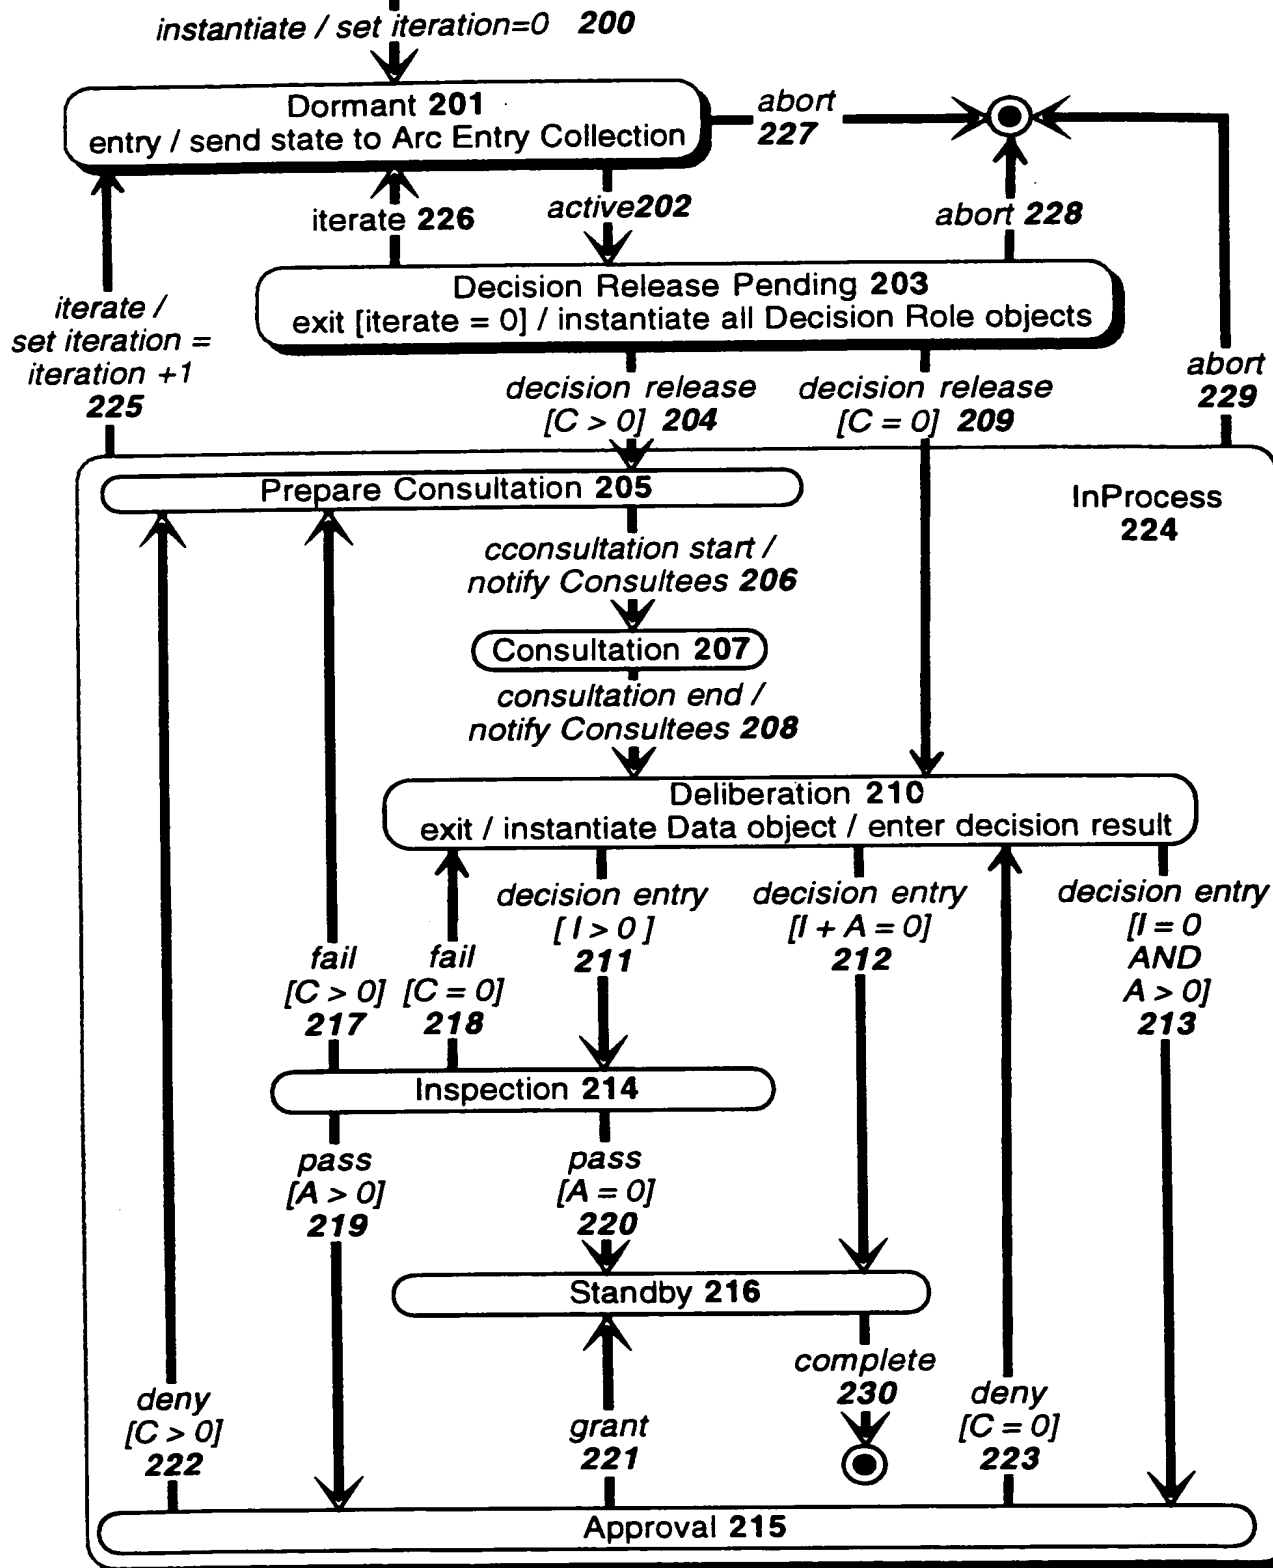 instantiate / set iteration=0 200
Dormant 201
entry / send state to Arc Entry Collection
abort
227
iterate 226
active202
abort 228
Decision Release Pending 203
exit [iterate = 0] / instantiate all Decision Role objects
iterate /
set iteration =
iteration +1
225
decision release
[C > 0] 204
decision release
[C = 0] 209
abort
229
Prepare Consultation 205
InProcess
224
cconsultation start /
notify Consultees 206
Consultation 207
consultation end /
notify Consultees 208
Deliberation 210
exit / instantiate Data object / enter decision result
decision entry
[ I > 0 ]
211
decision entry
[I + A = 0]
212
decision entry
[I = 0
AND
A > 0]
213
fail
[C > 0]
217
fail
[C = 0]
218
Inspection 214
pass
[A > 0]
219
pass
[A = 0]
220
Standby 216
complete
230
deny
[C > 0]
222
grant
221
deny
[C = 0]
223
Approval 215